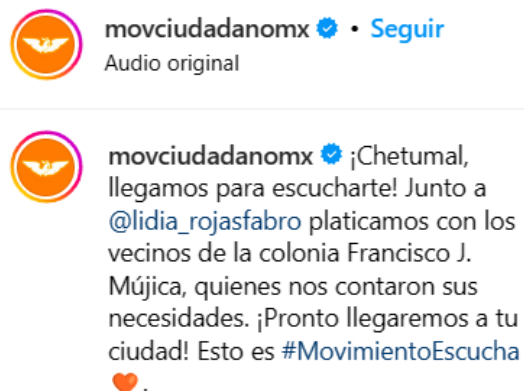 movciudadanomx • Seguir
Audio original
movciudadanomx ¡Chetumal,
llegamos para escucharte! Junto a
@lidia_rojasfabro platicamos con los
vecinos de la colonia Francisco J.
Mújica, quienes nos contaron sus
necesidades. ¡Pronto llegaremos a tu
ciudad! Esto es #MovimientoEscucha
🧡.